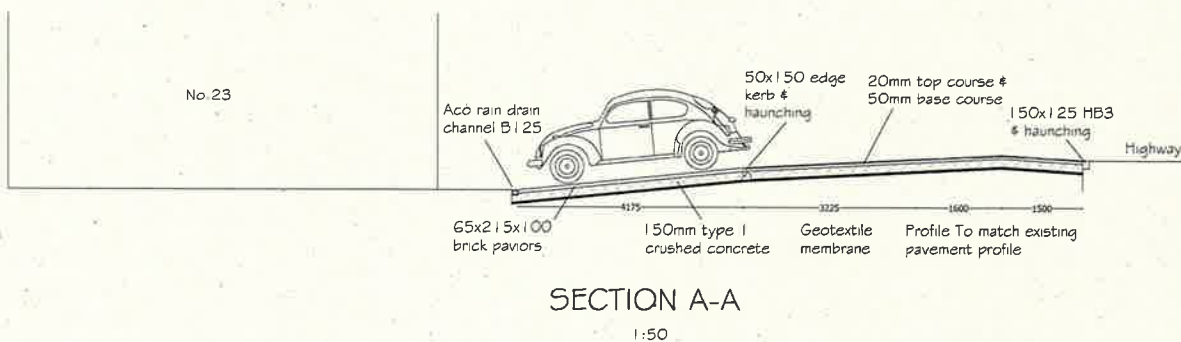 No.23
Aco rain drain
channel B125
50x150 edge
kerb &
haunching
20mm top course &
50mm base course
150x125 HB3
& haunching
Highway
4175
3225
1600
1500
65x215x100
brick paviors
150mm type 1
crushed concrete
Geotextile
membrane
Profile To match existing
pavement profile
SECTION A-A
1:50